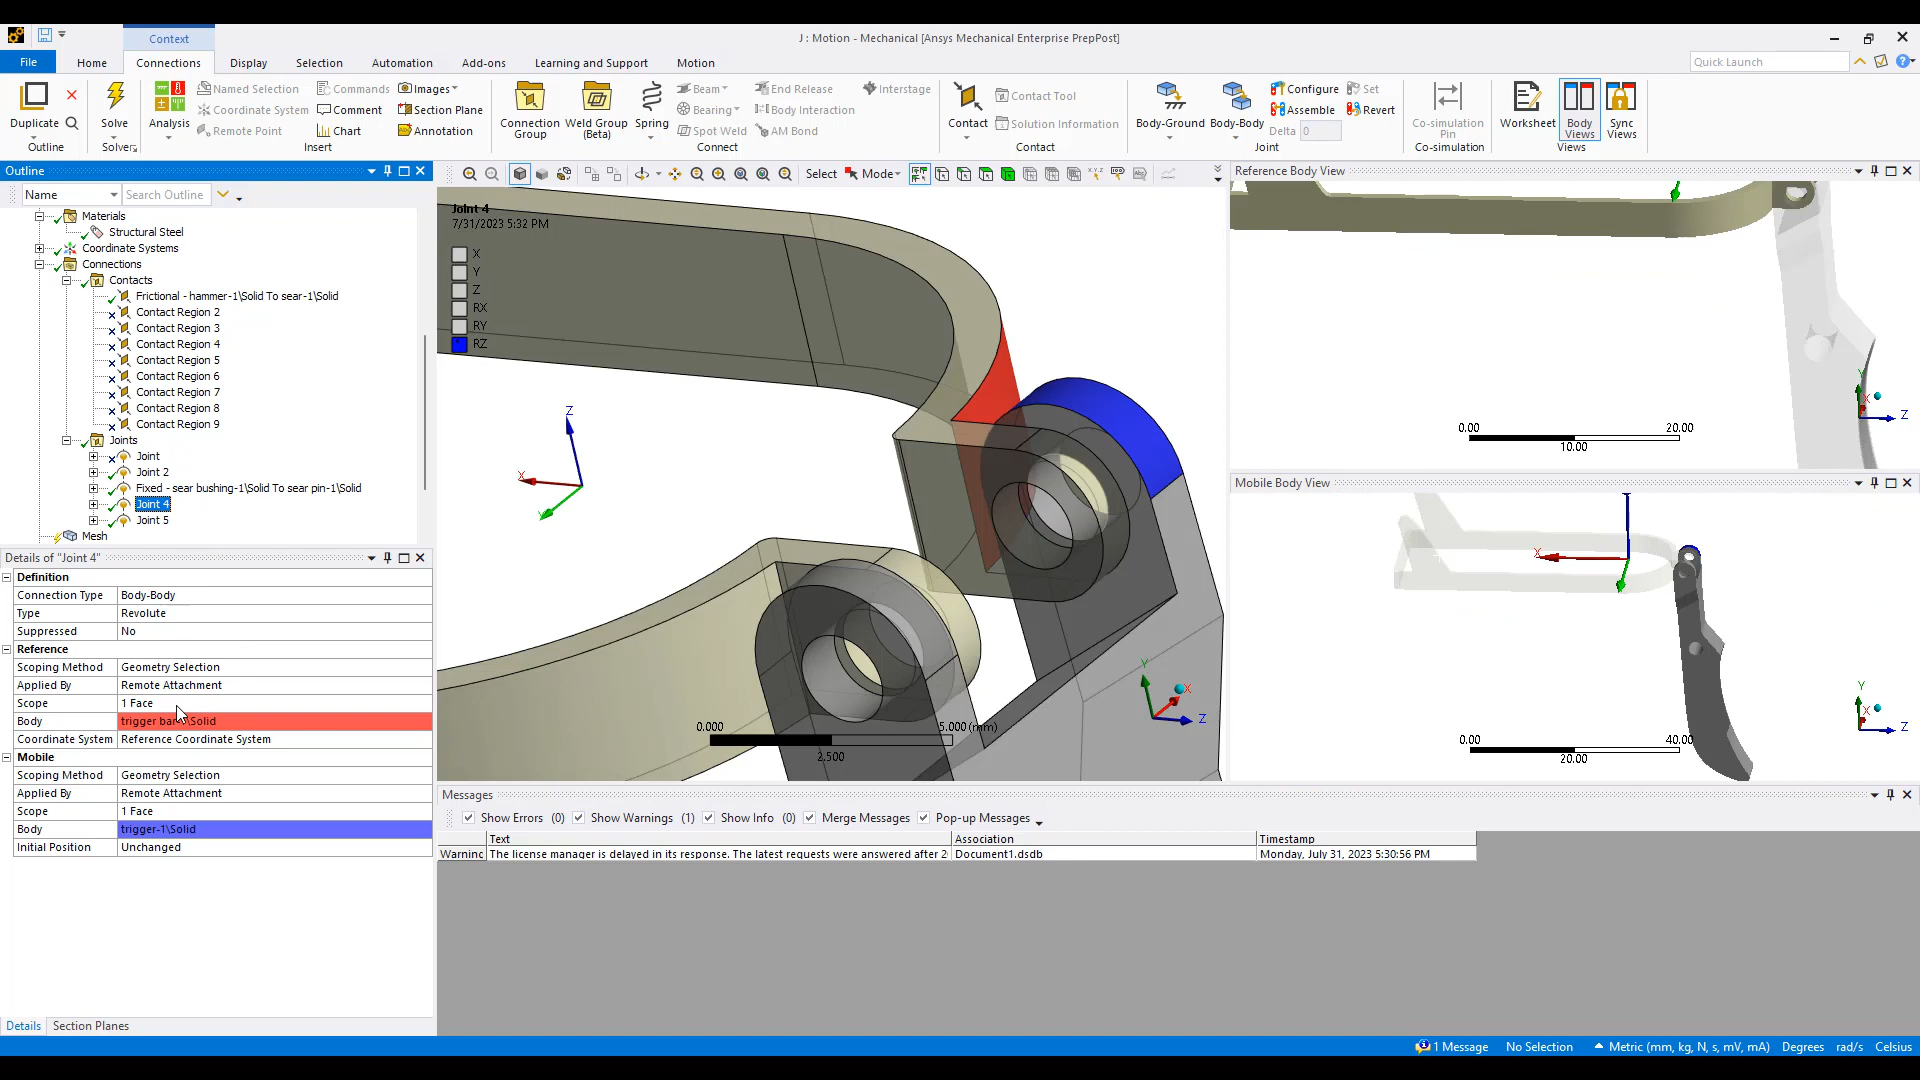 Context
J : Motion - Mechanical [Ansys Mechanical Enterprise PrepPost]
File Home Connections Display Selection Automation Add-ons Learning and Support Motion Quick Launch
Duplicate
Outline
Solve
Solver
Analysis
Named Selection
Coordinate System
Remote Point
Commands
Comment
Chart
Images
Section Plane
Annotation
Insert
Connection Group
Weld Group (Beta)
Spring
Beam
Bearing
Spot Weld
End Release
Body Interaction
AM Bond
Interstage
Connect
Contact
Contact Tool
Solution Information
Contact
Body-Ground
Body-Body
Configure
Assemble
Delta 0
Set
Revert
Joint
Co-simulation Pin
Co-simulation
Worksheet
Body Views
Sync Views
Views
Outline
Name Search Outline
Materials
Structural Steel
Coordinate Systems
Connections
Contacts
Frictional - hammer-1\Solid To sear-1\Solid
Contact Region 2
Contact Region 3
Contact Region 4
Contact Region 5
Contact Region 6
Contact Region 7
Contact Region 8
Contact Region 9
Joints
Joint
Joint 2
Fixed - sear bushing-1\Solid To sear pin-1\Solid
Joint 4
Joint 5
Mesh
Details of "Joint 4"
Definition
Connection Type Body-Body
Type Revolute
Suppressed No
Reference
Scoping Method Geometry Selection
Applied By Remote Attachment
Scope 1 Face
Body
Coordinate System Reference Coordinate System
Mobile
Scoping Method Geometry Selection
Applied By Remote Attachment
Scope 1 Face
Body trigger-1\Solid
Initial Position Unchanged
Details Section Planes
Select Mode
Joint 4
7/31/2023 5:32 PM
X
Y
Z
RX
RY
RZ
Z
X
Y
X
Z
0.000 5.000 (mm)
2.500
Reference Body View
0.00 20.00
10.00
Y
X
Z
Mobile Body View
X
0.00 40.00
20.00
Y
X
Z
Messages
Show Errors (0) Show Warnings (1) Show Info (0) Merge Messages Pop-up Messages
Text Association Timestamp
Warning The license manager is delayed in its response. The latest requests were answered after 2 Document1.dsdb Monday, July 31, 2023 5:30:56 PM
1 Message No Selection Metric (mm, kg, N, s, mV, mA) Degrees rad/s Celsius